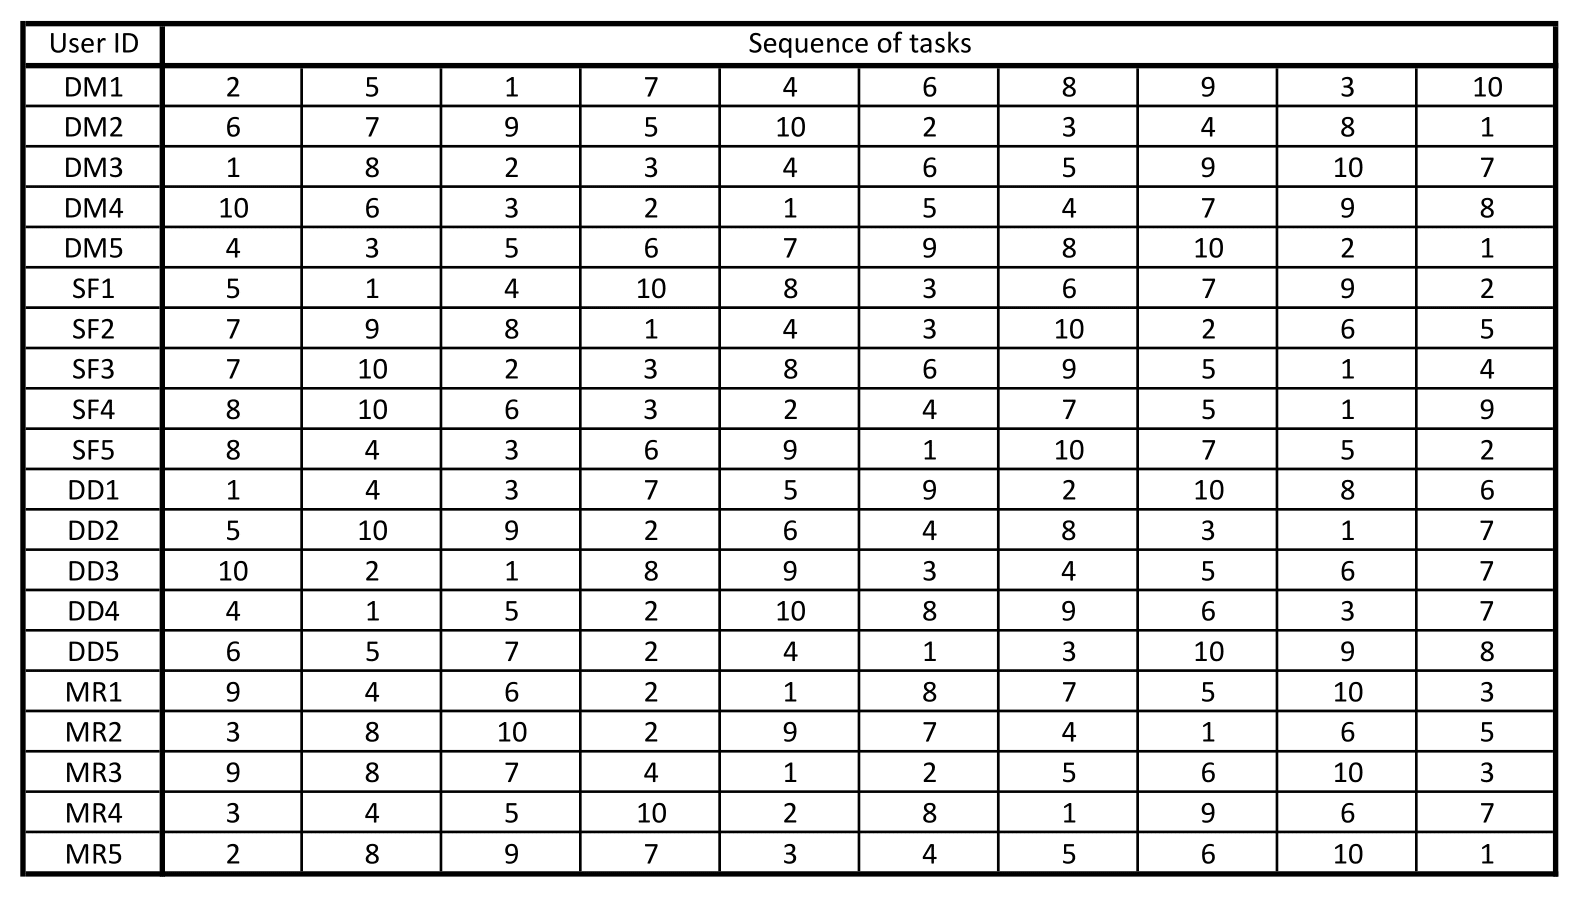 User ID Sequence of tasks
DM1 2 5 1 7 4 6 8 9 3 10
DM2 6 7 9 5 10 2 3 4 8 1
DM3 1 8 2 3 4 6 5 9 10 7
DM4 10 6 3 2 1 5 4 7 9 8
DM5 4 3 5 6 7 9 8 10 2 1
SF1 5 1 4 10 8 3 6 7 9 2
SF2 7 9 8 1 4 3 10 2 6 5
SF3 7 10 2 3 8 6 9 5 1 4
SF4 8 10 6 3 2 4 7 5 1 9
SF5 8 4 3 6 9 1 10 7 5 2
DD1 1 4 3 7 5 9 2 10 8 6
DD2 5 10 9 2 6 4 8 3 1 7
DD3 10 2 1 8 9 3 4 5 6 7
DD4 4 1 5 2 10 8 9 6 3 7
DD5 6 5 7 2 4 1 3 10 9 8
MR1 9 4 6 2 1 8 7 5 10 3
MR2 3 8 10 2 9 7 4 1 6 5
MR3 9 8 7 4 1 2 5 6 10 3
MR4 3 4 5 10 2 8 1 9 6 7
MR5 2 8 9 7 3 4 5 6 10 1